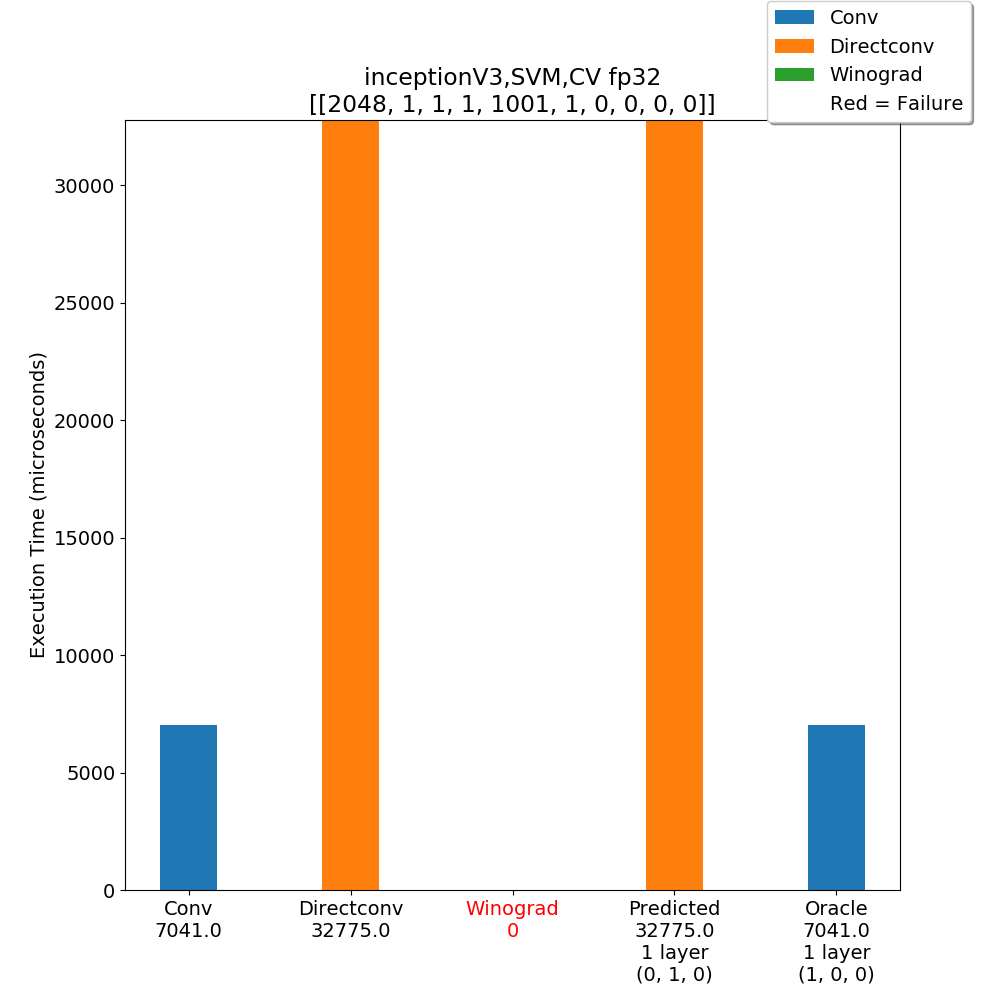 Conv
Directconv
Winograd
Red = Failure
inceptionV3,SVM,CV fp32
[[2048, 1, 1, 1, 1001, 1, 0, 0, 0, 0]]
Execution Time (microseconds)
30000
25000
20000
15000
10000
5000
0
Conv
7041.0
Directconv
32775.0
Winograd
0
Predicted
32775.0
1 layer
(0, 1, 0)
Oracle
7041.0
1 layer
(1, 0, 0)